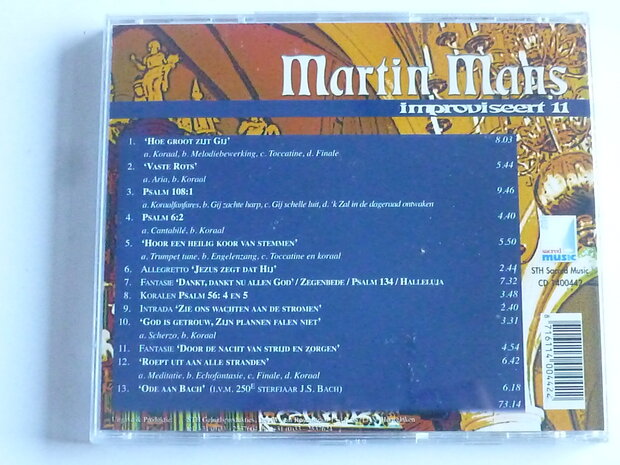 Martin Mans
improviseert 11
1. 'Hoe groot zijt Gij' 8.03
a. Koraal, b. Melodiebewerking, c. Toccatine, d. Finale
2. 'Vaste Rots' 5.44
a. Aria, b. Koraal
3. Psalm 108:1 9.46
a. Koraalfanfares, b. Gij zachte harp, c. Gij schelle luit, d. 'k Zal in de dageraad ontwaken
4. Psalm 6:2 4.40
a. Cantabilé, b. Koraal
5. 'Hoor een heilig koor van stemmen' 5.50
a. Trumpet tune, b. Engelenzang, c. Toccatine en koraal
6. Allegretto 'Jezus zegt dat Hij' 2.44
7. Fantasie 'Dankt, dankt nu allen God' / Zegenbede / Psalm 134 / Halleluja 7.32
8. Koralen Psalm 56: 4 en 5 3.48
9. Intrada 'Zie ons wachten aan de stromen' 2.40
10. 'God is getrouw, Zijn plannen falen niet' 3.31
a. Scherzo, b. Koraal
11. Fantasie 'Door de nacht van strijd en zorgen' 4.54
12. 'Roept uit aan alle stranden' 6.42
a. Meditatie, b. Echofantasie, c. Finale, d. Koraal
13. 'Ode aan Bach' (i.v.m. 250e sterfjaar J.S. Bach) 6.18
73.14
sacred
music
STH Sacred Music
CD 1400442
8 716114 004422